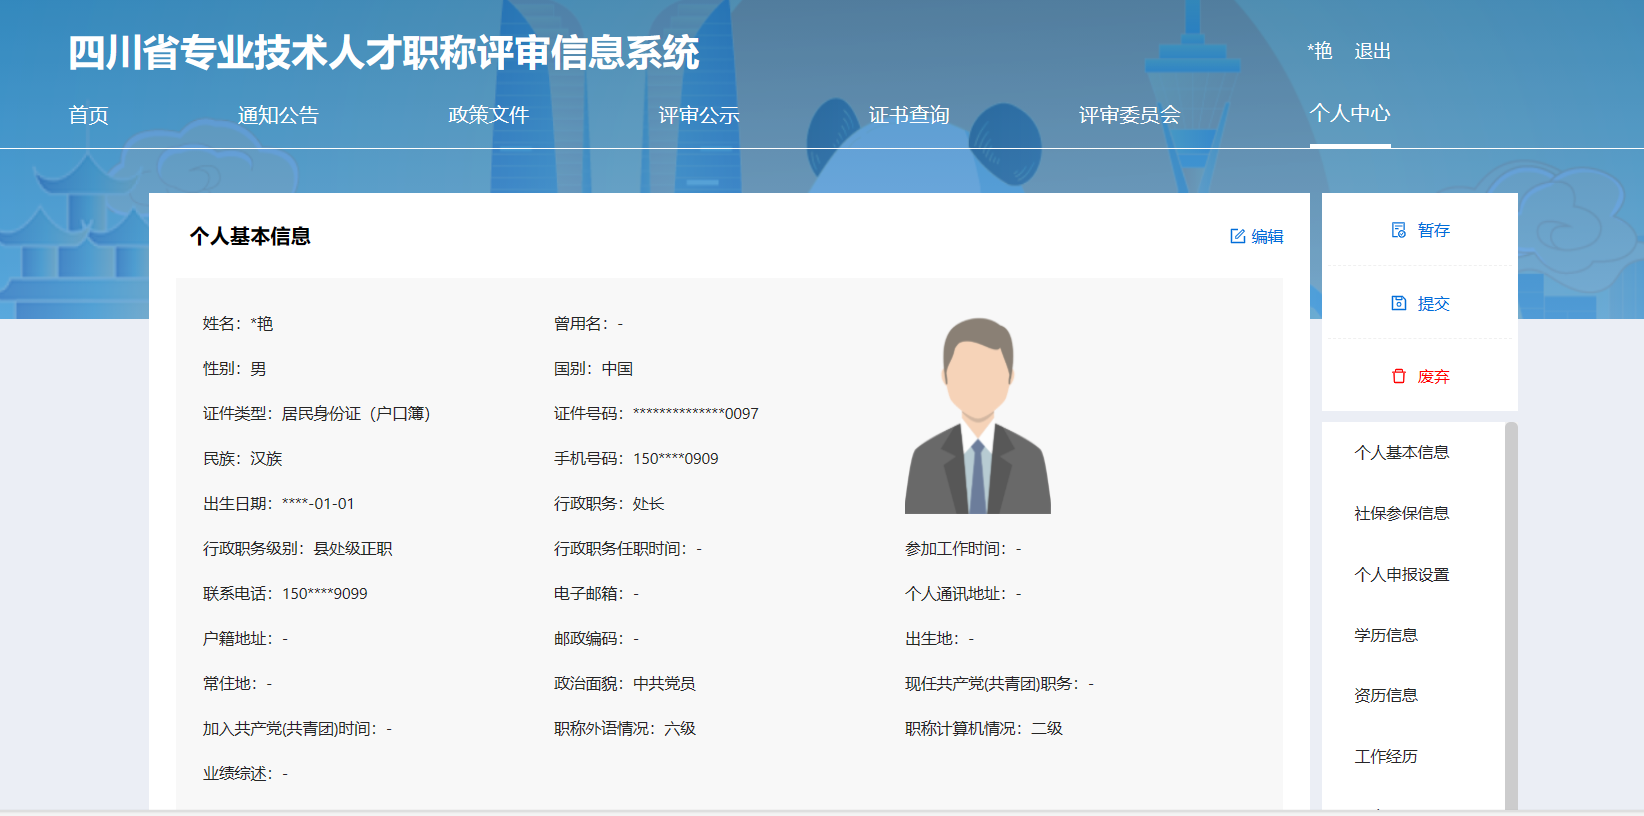 四川省专业技术人才职称评审信息系统
*艳 退出
首页 通知公告 政策文件 评审公示 证书查询 评审委员会 个人中心
个人基本信息 编辑
姓名：*艳 曾用名：-
性别：男 国别：中国
证件类型：居民身份证（户口簿） 证件号码：**************0097
民族：汉族 手机号码：150****0909
出生日期：****-01-01 行政职务：处长
行政职务级别：县处级正职 行政职务任职时间：- 参加工作时间：-
联系电话：150****9099 电子邮箱：- 个人通讯地址：-
户籍地址：- 邮政编码：- 出生地：-
常住地：- 政治面貌：中共党员 现任共产党(共青团)职务：-
加入共产党(共青团)时间：- 职称外语情况：六级 职称计算机情况：二级
业绩综述：-
暂存
提交
废弃
个人基本信息
社保参保信息
个人申报设置
学历信息
资历信息
工作经历